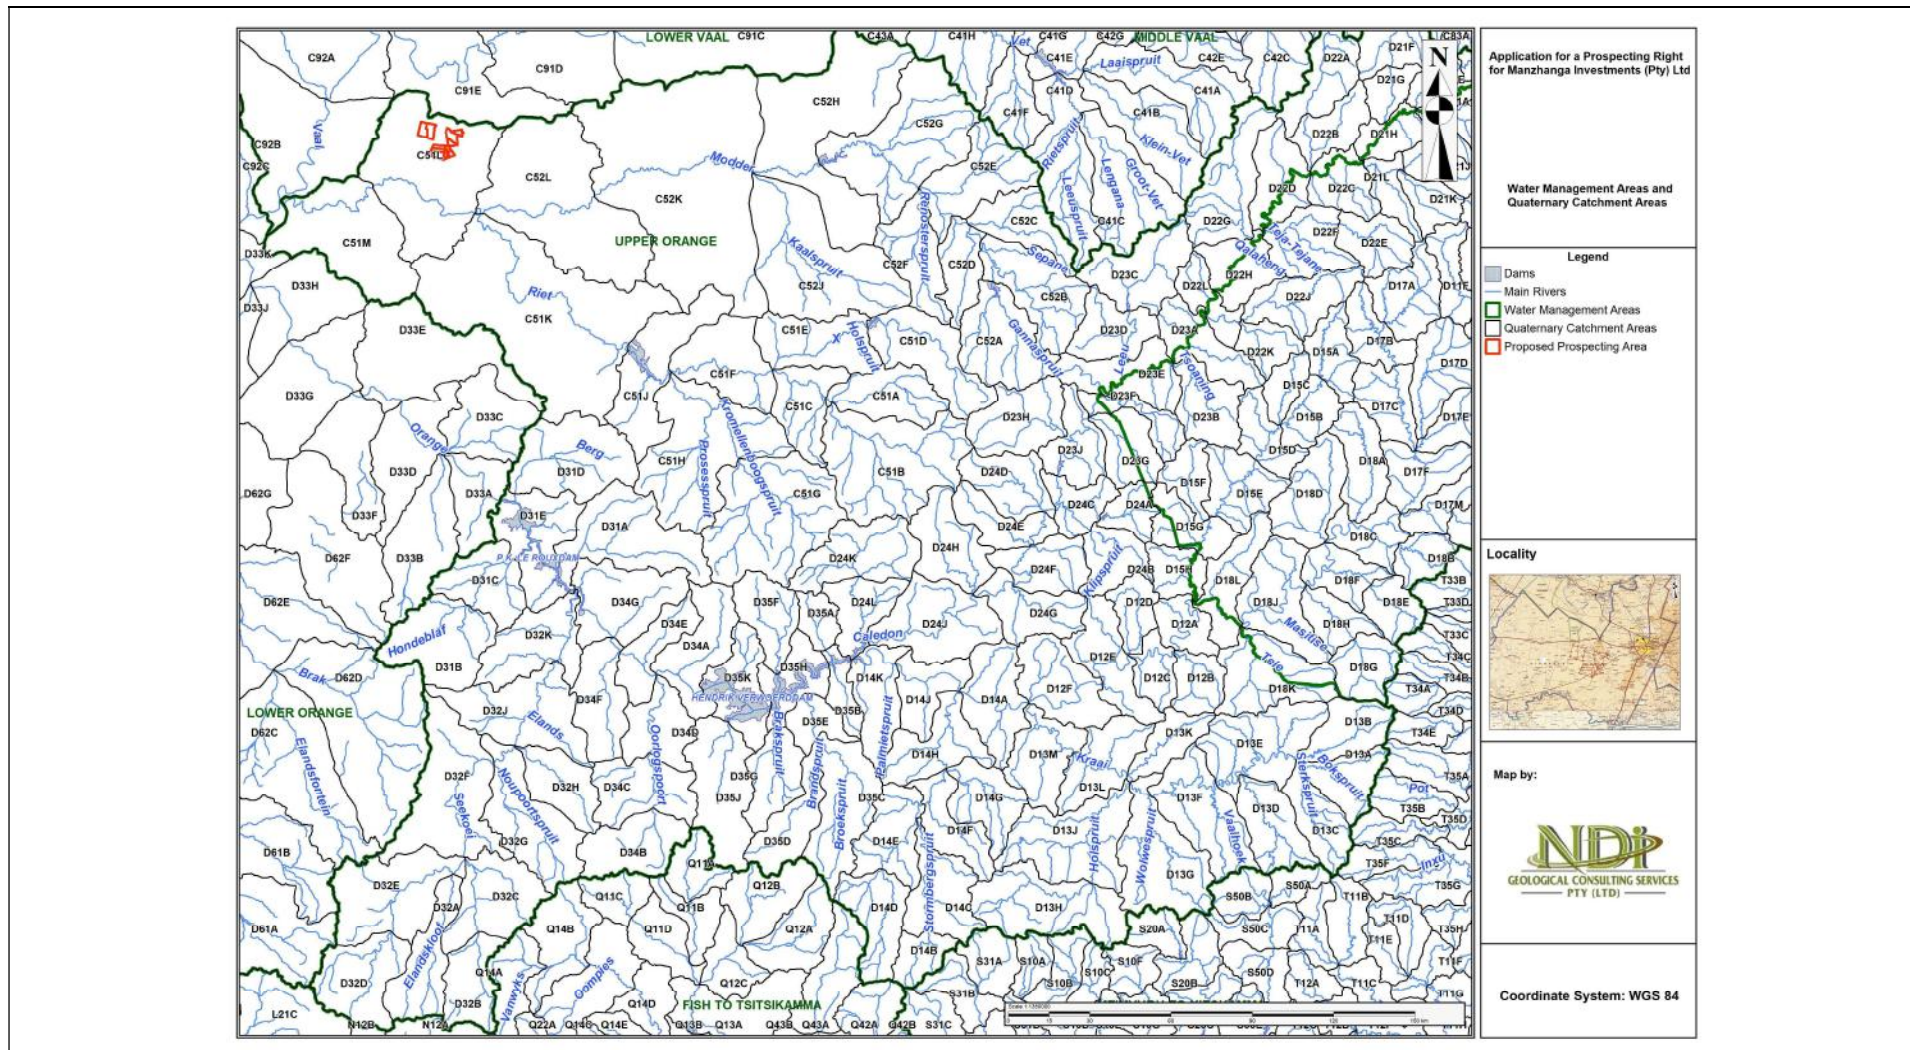 LOWER VAAL
C91C
C43A
C41H
C41G
C42G
MIDDLE VAAL
C83A
Vet
C92A
C91D
C41E
Laaispruit
C42E
C42C
D22A
D21F
N
C91E
C41D
C41A
D21G
C52H
C41F
C41B
Vaal
C52G
Rietspruit
Klein-Vet
D22B
D21H
C92B
C92C
C52E
Modder
C52L
Lengana
Groot-Vet
D21L
C52K
Leeuspruit
D22D
D22C
D21K
Renosterspruit
C52C
C41C
D22G
C51M
UPPER ORANGE
Teja-Tejane
D22F
D22E
D33K
Kaalspruit
Sepane
Qalaheng
C52F
C52D
D23C
D22H
D33H
C52J
D22L
D17A
D11F
Riet
C52B
D22J
D33J
C51K
D33E
C51E
Holspruit
X
C51D
C52A
Gannaspruit
D23D
D23A
D17B
Leeu
D22K
D15A
D17D
C51F
D23E
Tsoaning
D33G
C51J
C51C
C51A
D23F
D15C
D33C
Kromellenboogspruit
D23H
D23B
D15B
D17C
D17E
Orange
Berg
Prosesspruit
D23J
D15D
D33D
D31D
C51H
C51B
D24D
D23G
D18A
D17F
D62G
D33A
C51G
D15F
D15E
D18D
D33F
D31E
D31A
D24C
D24A
D17M
D24E
D15G
D62F
D33B
P.K. LE ROUXDAM
D24K
D24H
D18C
D18B
D31C
D24F
Klipspruit
D24B
D15H
D18L
D18F
T33B
D62E
D34G
D35F
D35A
D24L
D24G
D12D
D18J
D18E
T33D
Hondeblaf
D32K
D34E
D24J
D12A
Masitise
D18H
T33C
D34A
Caledon
D31B
D12E
Tele
D18G
T34C
Brak
D62D
D35K
D35H
D14K
D12C
D12B
T34B
HENDRIK VERWOERDDAM
D34F
D14J
D14A
D12F
D18K
T34A
LOWER ORANGE
D32J
Elands
D35B
T34D
D62C
D34D
Brakspruit
D35E
Palmietspruit
D13K
D13B
T34E
Elandsfontein
Oorlogspoort
D14H
D13M
Kraai
D13E
D13A
D32F
Noupoortspruit
D32H
D34C
D35G
Brandspruit
D35C
D13L
Sterkspruit
Bokspruit
T35A
Seekoei
D35J
D14G
D13F
D13D
Pot
T35B
Broekspruit
D14F
D13J
Holspruit
Wolwespruit
Vaalhoek
D13C
T35D
D61B
D32G
D34B
D35D
D14E
T35C
Q11A
Stormbergspruit
T35F
Inxu
D32E
Q12B
D13G
D32C
Q11C
S50B
S50A
T11B
T35G
D32A
Q11B
D14D
D14C
D13H
D61A
Elandskloof
Q14B
Q11D
Q12A
S20A
S50C
T11A
T11D
T35H
T11E
D14B
Q14A
S31A
S10A
S10C
S10F
S50D
T11F
D32D
Vanwyks
Gompies
Q12C
S10B
S20B
T12A
T11C
D32B
Q14D
FISH TO TSITSIKAMMA
S31B
T11G
L21C
N12B
N12A
Q22A
Q14C
Q14E
Q13B
Q13A
Q43B
Q43A
Q42A
Q42B
S31C
Application for a Prospecting Right
for Manzhanga Investments (Pty) Ltd
Water Management Areas and
Quaternary Catchment Areas
Legend
Dams
Main Rivers
Water Management Areas
Quaternary Catchment Areas
Proposed Prospecting Area
Locality
Map by:
NDi
GEOLOGICAL CONSULTING SERVICES
PTY (LTD)
Coordinate System: WGS 84